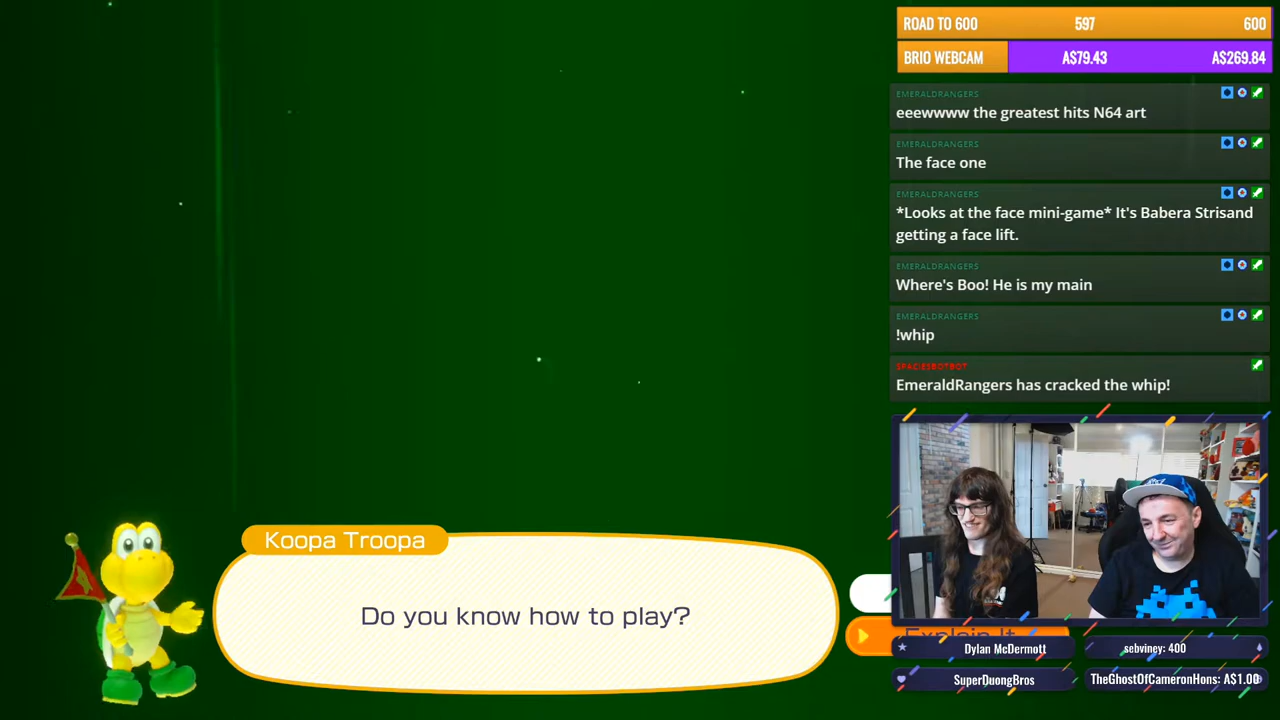 ROAD TO 600 597 600
BRIO WEBCAM A$79.43 A$269.84
EMERALDRANGERS
eeewwww the greatest hits N64 art
EMERALDRANGERS
The face one
EMERALDRANGERS
*Looks at the face mini-game* It's Babera Strisand
getting a face lift.
EMERALDRANGERS
Where's Boo! He is my main
EMERALDRANGERS
!whip
SPAZIESBOTBOT
EmeraldRangers has cracked the whip!
Koopa Troopa
Do you know how to play?
Explain It
Dylan McDermott
sebviney: 400
SuperDuongBros
TheGhostOfCameronHons: A$1.00